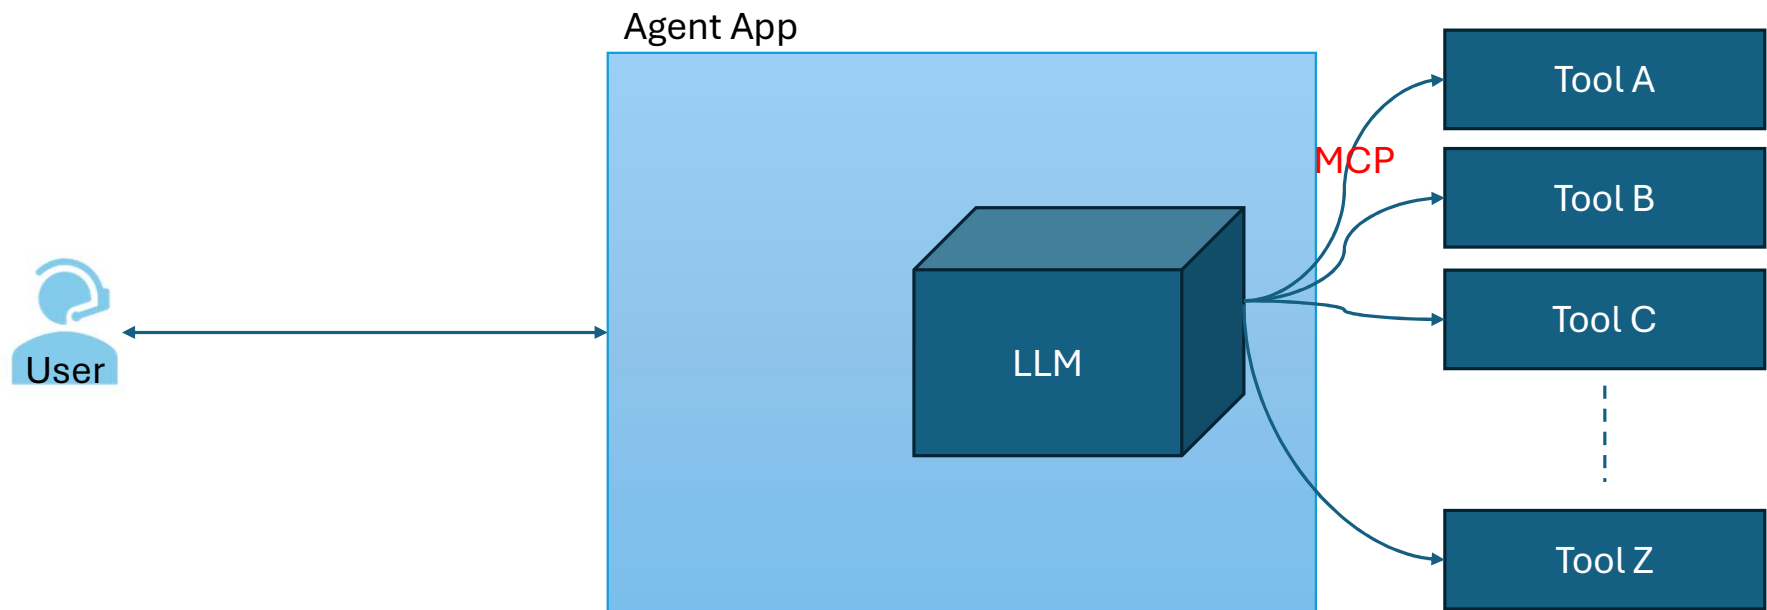 Agent App
Tool A
MCP
Tool B
Tool C
LLM
User
Tool Z